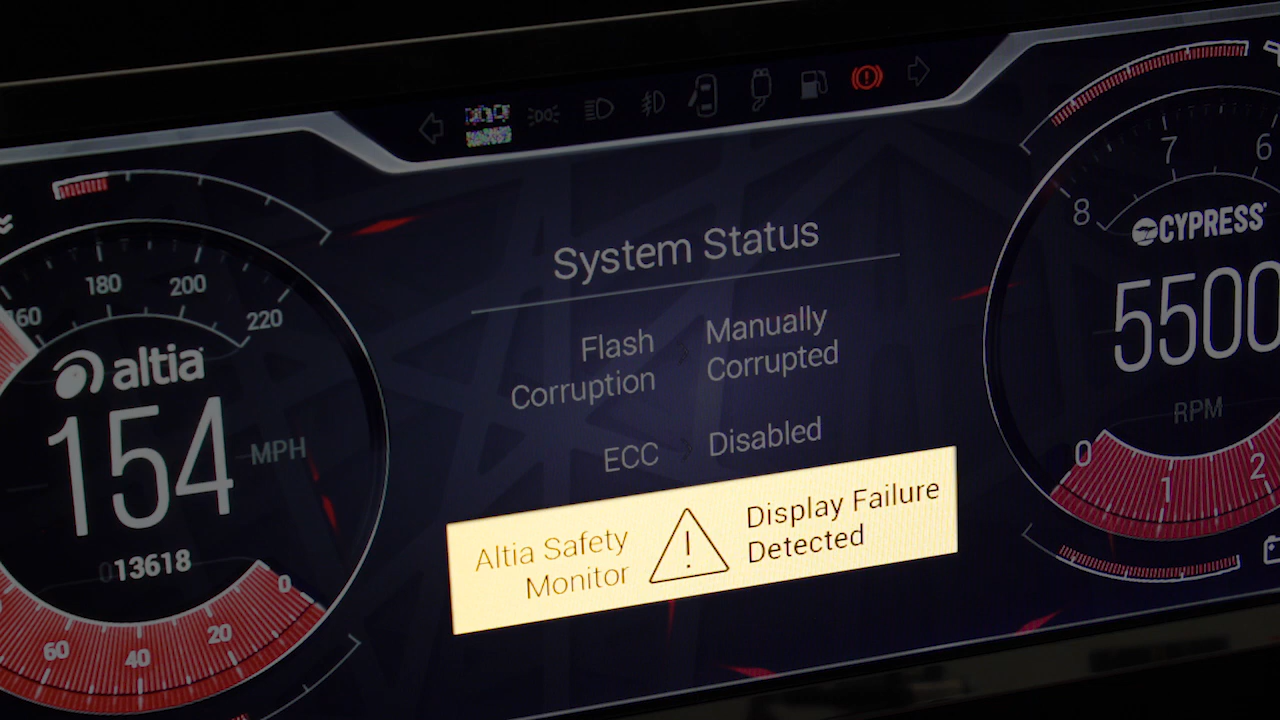 System Status
Flash
Corruption
Manually
Corrupted
ECC
Disabled
Altia Safety
Monitor
Display Failure
Detected
160
180
200
220
altia
154
MPH
013618
0
20
40
60
8
7
6
CYPRESS
5500
RPM
0
1
2